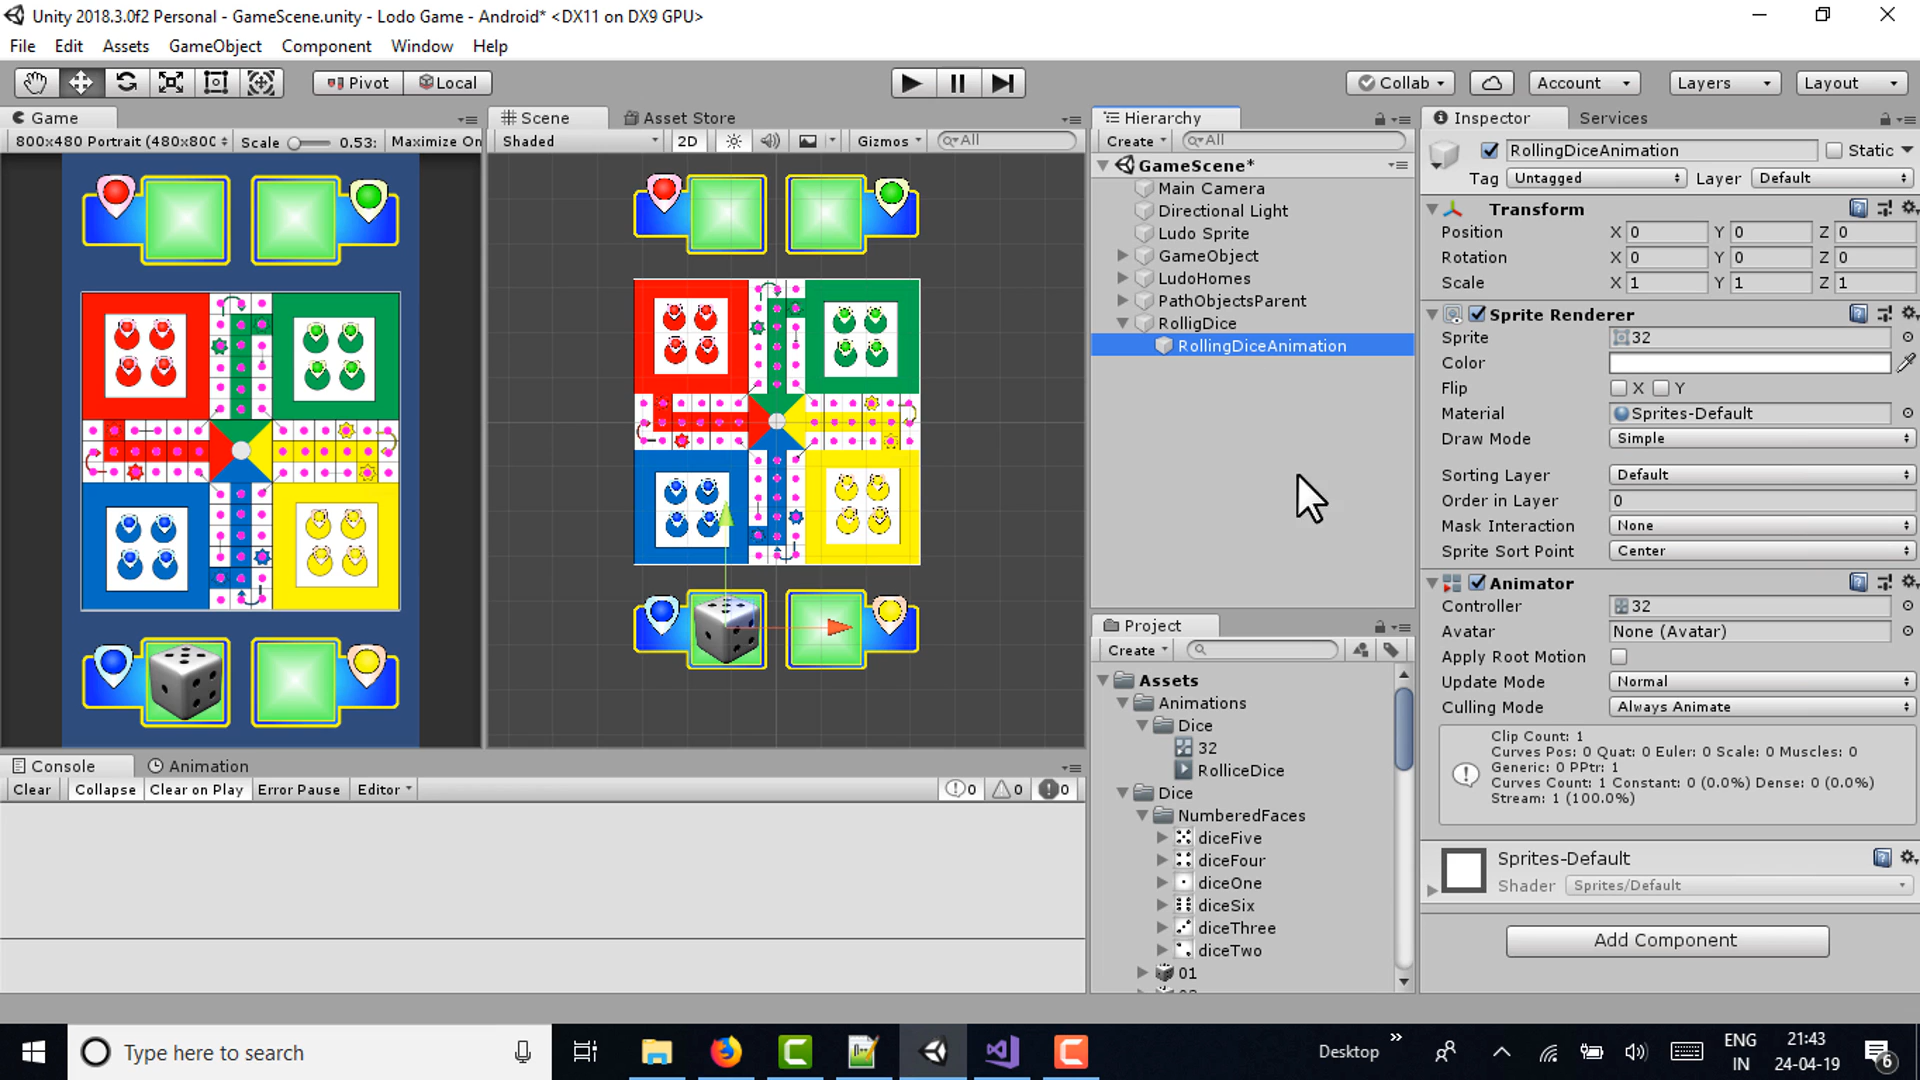 Unity 2018.3.0f2 Personal - GameScene.unity - Lodo Game - Android* <DX11 on DX9 GPU>
File Edit Assets GameObject Component Window Help
Pivot Local Collab Account Layers Layout
Game
800x480 Portrait (480x80C Scale 0.53: Maximize On
Scene Asset Store
Shaded 2D Gizmos All
Hierarchy
Create All
GameScene*
Main Camera
Directional Light
Ludo Sprite
GameObject
LudoHomes
PathObjectsParent
RolligDice
RollingDiceAnimation
Project
Create
Assets
Animations
Dice
32
RolliceDice
Dice
NumberedFaces
diceFive
diceFour
diceOne
diceSix
diceThree
diceTwo
01
Inspector Services
RollingDiceAnimation Static
Tag Untagged Layer Default
Transform
Position X 0 Y 0 Z 0
Rotation X 0 Y 0 Z 0
Scale X 1 Y 1 Z 1
Sprite Renderer
Sprite 32
Color
Flip X Y
Material Sprites-Default
Draw Mode Simple
Sorting Layer Default
Order in Layer 0
Mask Interaction None
Sprite Sort Point Center
Animator
Controller 32
Avatar None (Avatar)
Apply Root Motion
Update Mode Normal
Culling Mode Always Animate
Clip Count: 1
Curves Pos: 0 Quat: 0 Euler: 0 Scale: 0 Muscles: 0
Generic: 0 PPtr: 1
Curves Count: 1 Constant: 0 (0.0%) Dense: 0 (0.0%)
Stream: 1 (100.0%)
Sprites-Default
Shader Sprites/Default
Add Component
Console Animation
Clear Collapse Clear on Play Error Pause Editor 0 0 0
Type here to search
Desktop
ENG
IN
21:43
24-04-19
6